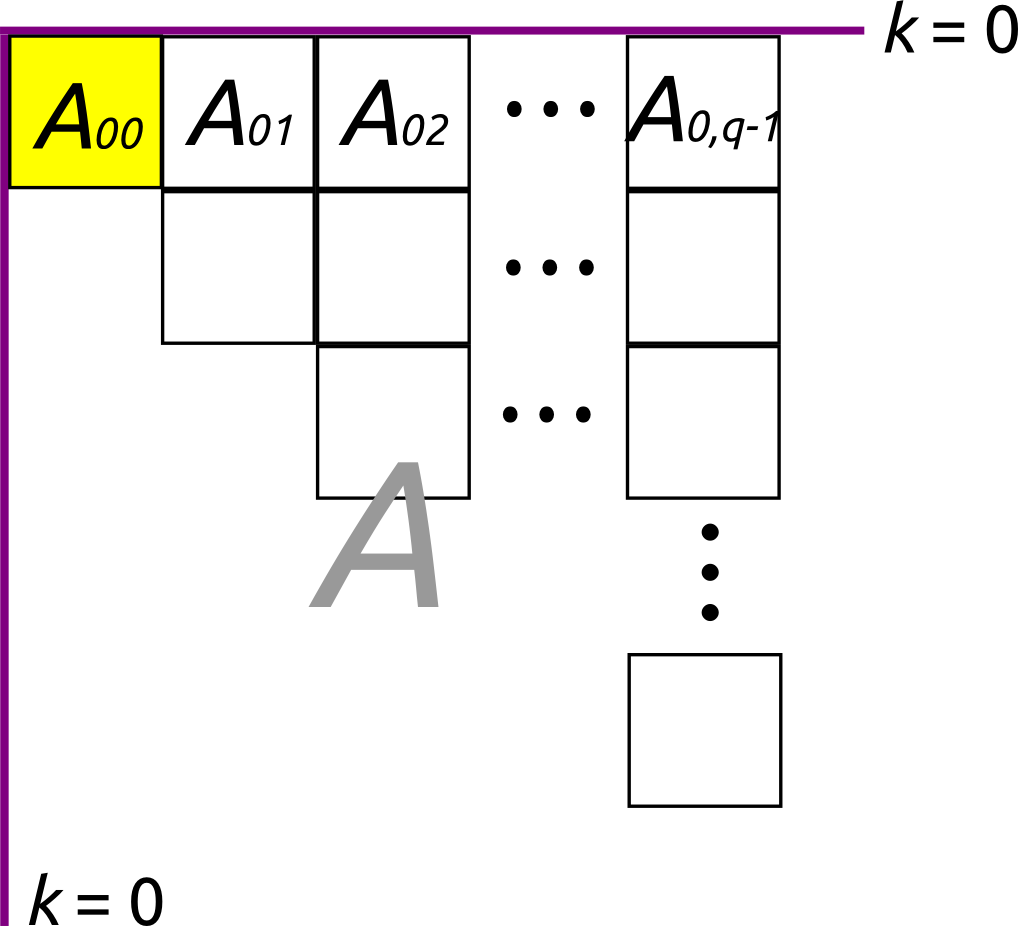 k = 0
A00 A01 A02 ... A0,q-1
...
...
A
k = 0